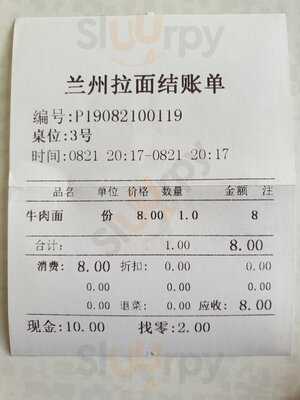 Sluurpy
兰州拉面结账单
编号:P19082100119
桌位:3号
时间:0821 20:17-0821 20:17
品名 单位 价格 数量 金额 注
牛肉面 份 8.00 1.0 8
合计: 1.00 8.00
消费: 8.00 折扣: 0.00 0.00
0.00 0.00 0.00
0.00 退菜: 0.00 应收: 8.00
现金:10.00 找零:2.00
Sluurpy